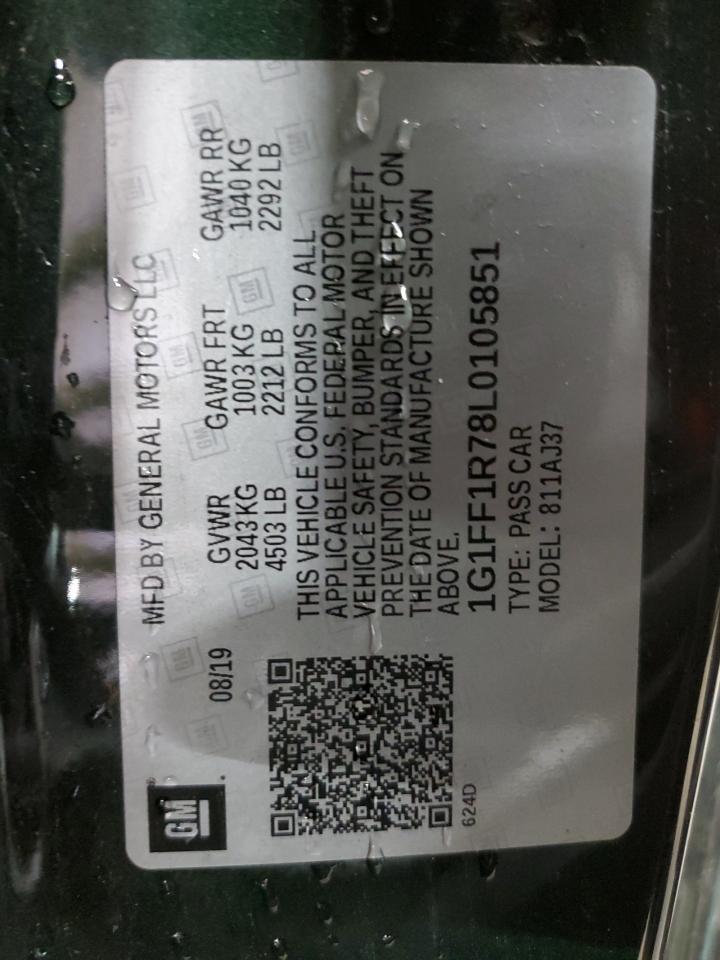 GM
08/19
624D
MFD BY GENERAL MOTORS LLC
GVWR GAWR FRT GAWR RR
2043 KG 1003 KG 1040 KG
4503 LB 2212 LB 2292 LB
THIS VEHICLE CONFORMS TO ALL
APPLICABLE U.S. FEDERAL MOTOR
VEHICLE SAFETY, BUMPER, AND THEFT
PREVENTION STANDARDS IN EFFECT ON
THE DATE OF MANUFACTURE SHOWN
ABOVE.
1G1FF1R78L0105851
TYPE: PASS CAR
MODEL: 811AJ37